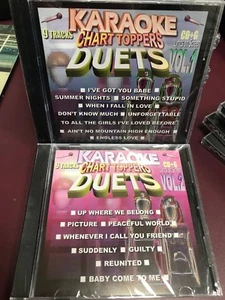 KARAOKE
9 TRACKS
CD+G
CHART TOPPERS
DUETS
VOL.1
■ I'VE GOT YOU BABE
SUMMER NIGHTS ■ SOMETHING STUPID
■ WHEN I FALL IN LOVE
DON'T KNOW MUCH ■ UNFORGETTABLE
TO ALL THE GIRLS I'VE LOVED BEFORE
■ AIN'T NO MOUNTAIN HIGH ENOUGH
■ ENDLESS LOVE ■
KARAOKE
9 TRACKS
CD+G
CHART TOPPERS
DUETS
VOL.2
■ UP WHERE WE BELONG
■ PICTURE ■ PEACEFUL WORLD
■ WHENEVER I CALL YOU FRIEND
■ SUDDENLY ■ GUILTY
■ REUNITED ■
■ BABY COME TO ME